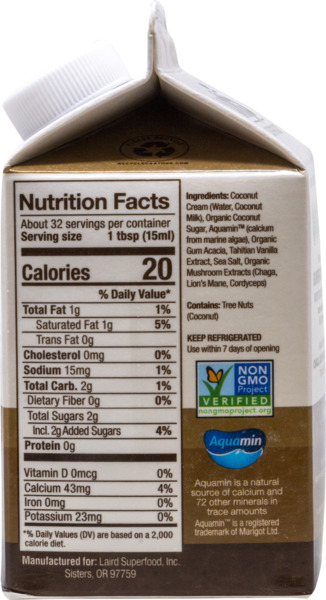 Nutrition Facts
About 32 servings per container
Serving size 1 tbsp (15ml)
Calories 20
% Daily Value*
Total Fat 1g 1%
Saturated Fat 1g 5%
Trans Fat 0g
Cholesterol 0mg 0%
Sodium 15mg 1%
Total Carb. 2g 1%
Dietary Fiber 0g 0%
Total Sugars 2g
Incl. 2g Added Sugars 4%
Protein 0g
Vitamin D 0mcg 0%
Calcium 43mg 4%
Iron 0mg 0%
Potassium 23mg 0%
*% Daily Values (DV) are based on a 2,000
calorie diet.
Manufactured for: Laird Superfood, Inc.
Sisters, OR 97759
Ingredients: Coconut
Cream (Water, Coconut
Milk), Organic Coconut
Sugar, Aquamin™ (calcium
from marine algae), Organic
Gum Acacia, Tahitian Vanilla
Extract, Sea Salt, Organic
Mushroom Extracts (Chaga,
Lion's Mane, Cordyceps)
Contains: Tree Nuts
(Coconut)
KEEP REFRIGERATED
Use within 7 days of opening
NON
GMO
Project
VERIFIED
nongmoproject.org
Aquamin
Aquamin is a natural
source of calcium and
72 other minerals in
trace amounts
Aquamin™ is a registered
trademark of Marigot Ltd.